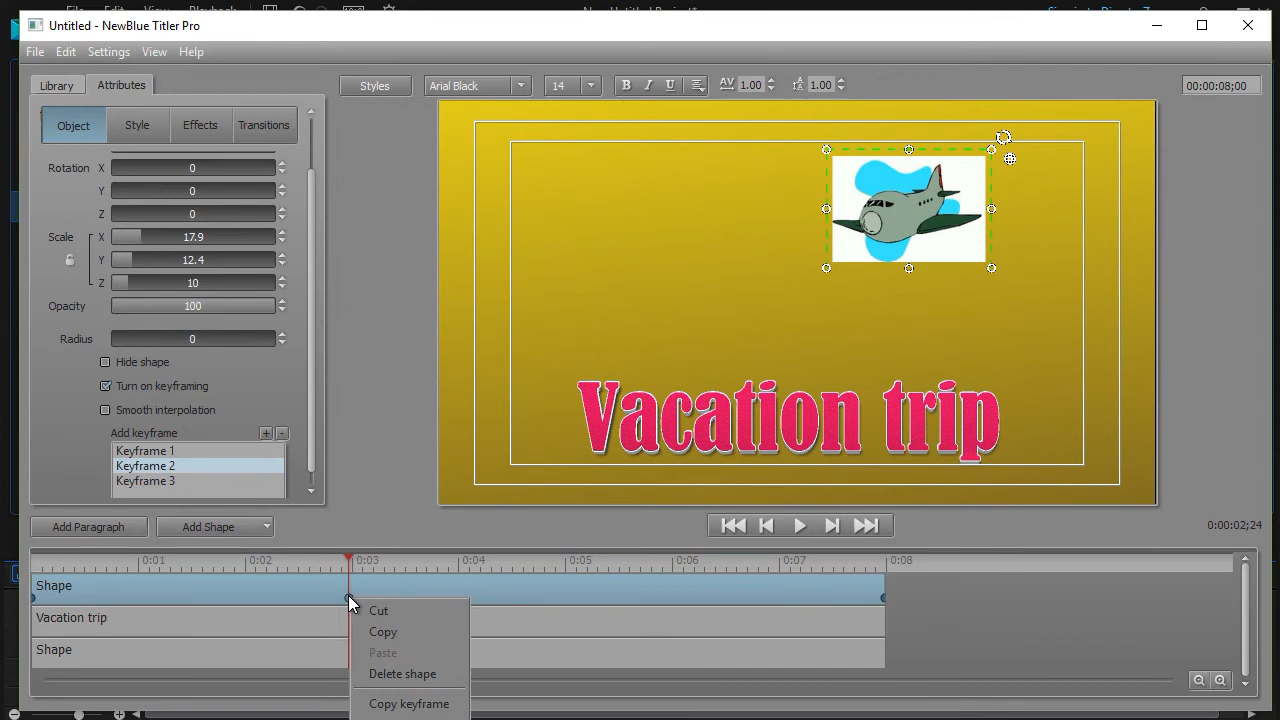 Untitled - NewBlue Titler Pro
File Edit Settings View Help
Library Attributes
Styles Arial Black 14 B I U AV 1.00 A 1.00 00:00:08;00
Object Style Effects Transitions
Rotation X 0
Y 0
Z 0
Scale X 17.9
Y 12.4
Z 10
Opacity 100
Radius 0
Hide shape
Turn on keyframing
Smooth interpolation
Add keyframe + -
Keyframe 1
Keyframe 2
Keyframe 3
Vacation trip
Add Paragraph Add Shape 0:00:02;24
0:01 0:02 0:03 0:04 0:05 0:06 0:07 0:08
Shape
Vacation trip
Shape
Cut
Copy
Paste
Delete shape
Copy keyframe